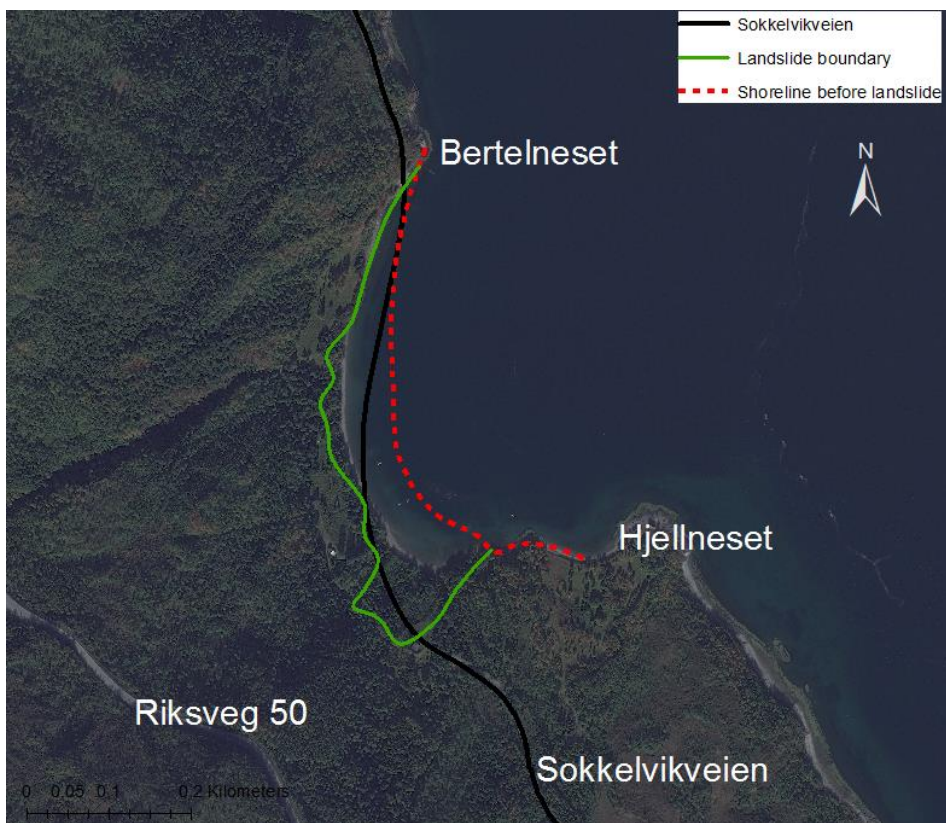 Sokkelvikveien
Landslide boundary
Shoreline before landslide
Bertelneset
N
Hjellneset
Riksveg 50
Sokkelvikveien
0 0.05 0.1 0.2 Kilometers